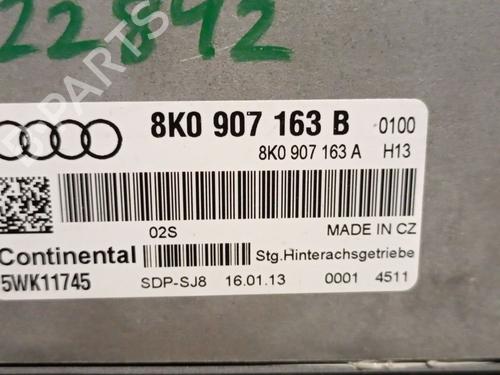 22842
8K0 907 163 B 0100
8K0 907 163 A H13
02S MADE IN CZ
Continental Stg.Hinterachsgetriebe
5WK11745 SDP-SJ8 16.01.13 0001 4511